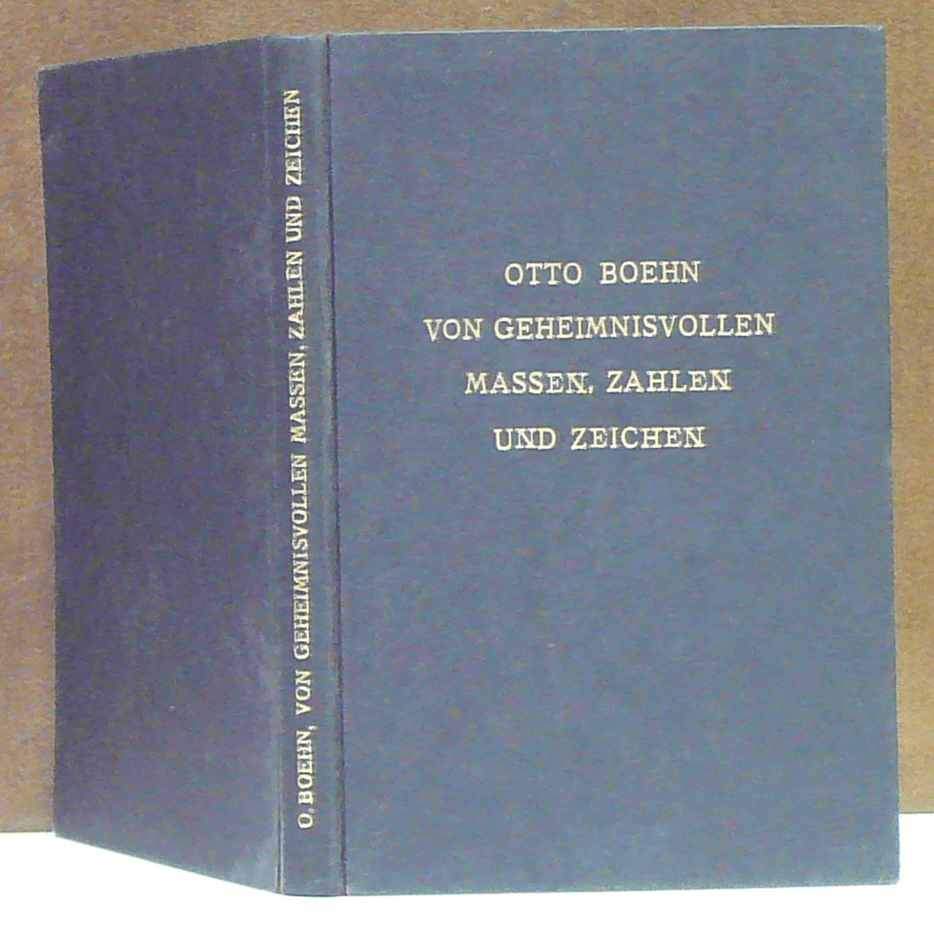 O. BOEHN, VON GEHEIMNISVOLLEN MASSEN, ZAHLEN UND ZEICHEN
OTTO BOEHN
VON GEHEIMNISVOLLEN
MASSEN, ZAHLEN
UND ZEICHEN